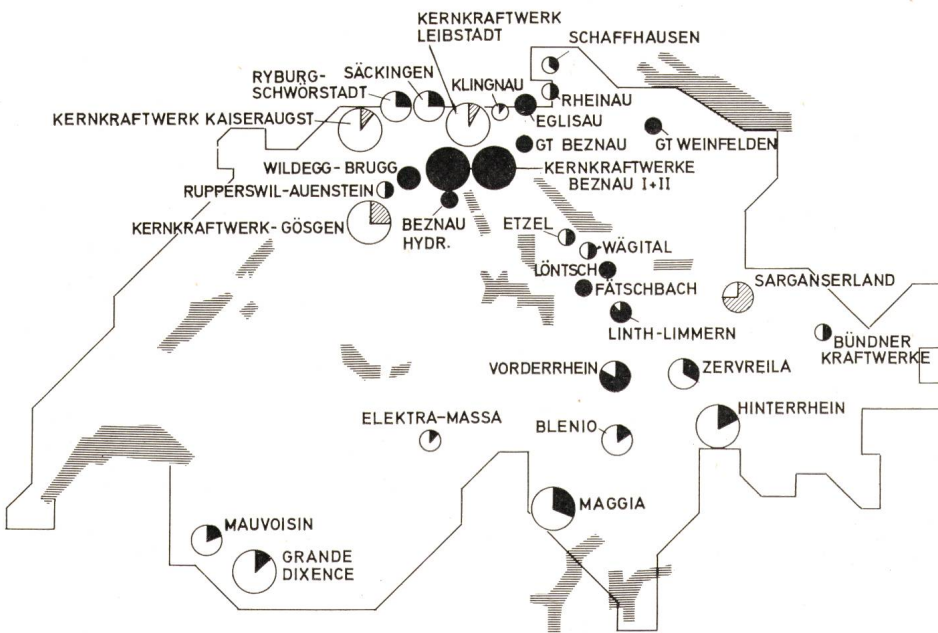 KERNKRAFTWERK
LEIBSTADT
SCHAFFHAUSEN
RYBURG-
SCHWÖRSTADT
SÄCKINGEN
KLINGNAU
RHEINAU
EGLISAU
KERNKRAFTWERK KAISERAUGST
GT BEZNAU
GT WEINFELDEN
WILDEGG-BRUGG
KERNKRAFTWERKE
BEZNAU I+II
RUPPERSWIL-AUENSTEIN
KERNKRAFTWERK-GÖSGEN
BEZNAU
HYDR.
ETZEL
WÄGITAL
LÖNTSCH
FÄTSCHBACH
SARGANSERLAND
LINTH-LIMMERN
BÜNDNER
KRAFTWERKE
VORDERRHEIN
ZERVREILA
ELEKTRA-MASSA
BLENIO
HINTERRHEIN
MAGGIA
MAUVOISIN
GRANDE
DIXENCE